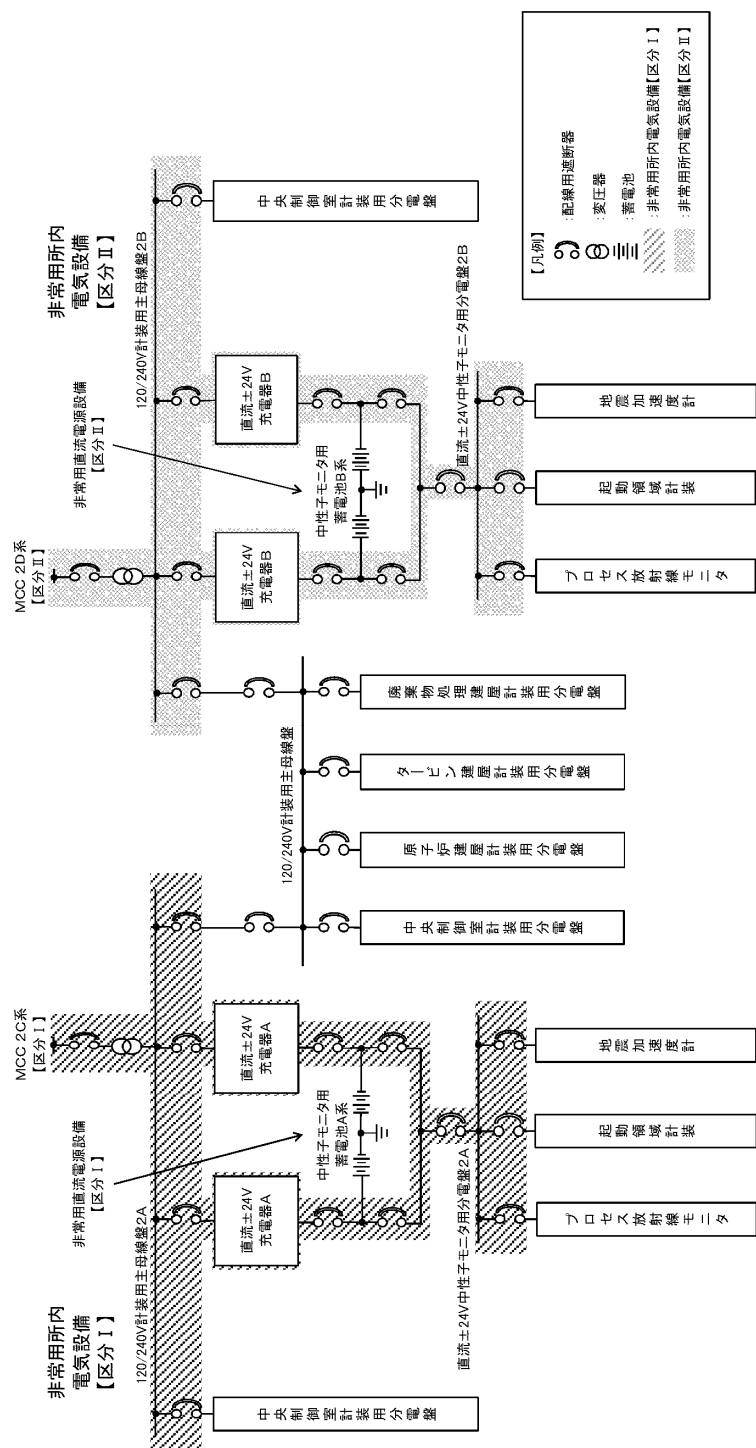 非常用所内
電気設備
【区分Ⅰ】
MCC 2C系
【区分Ⅰ】
非常用直流電源設備
【区分Ⅰ】
120/240V計装用主母線盤2A
中央制御室計装用分電盤
直流±24V
充電器A
直流±24V
充電器A
中性子モニタ用
蓄電池A系
直流±24V中性子モニタ用分電盤2A
プロセス放射線モニタ
起動領域計装
地震加速度計
120/240V計装用主母線盤
中央制御室計装用分電盤
原子炉建屋計装用分電盤
タービン建屋計装用分電盤
廃棄物処理建屋計装用分電盤
MCC 2D系
【区分Ⅱ】
非常用直流電源設備
【区分Ⅱ】
非常用所内
電気設備
【区分Ⅱ】
120/240V計装用主母線盤2B
直流±24V
充電器B
直流±24V
充電器B
中性子モニタ用
蓄電池B系
中央制御室計装用分電盤
直流±24V中性子モニタ用分電盤2B
プロセス放射線モニタ
起動領域計装
地震加速度計
【凡例】
:配線用遮断器
:変圧器
:蓄電池
:非常用所内電気設備【区分Ⅰ】
:非常用所内電気設備【区分Ⅱ】